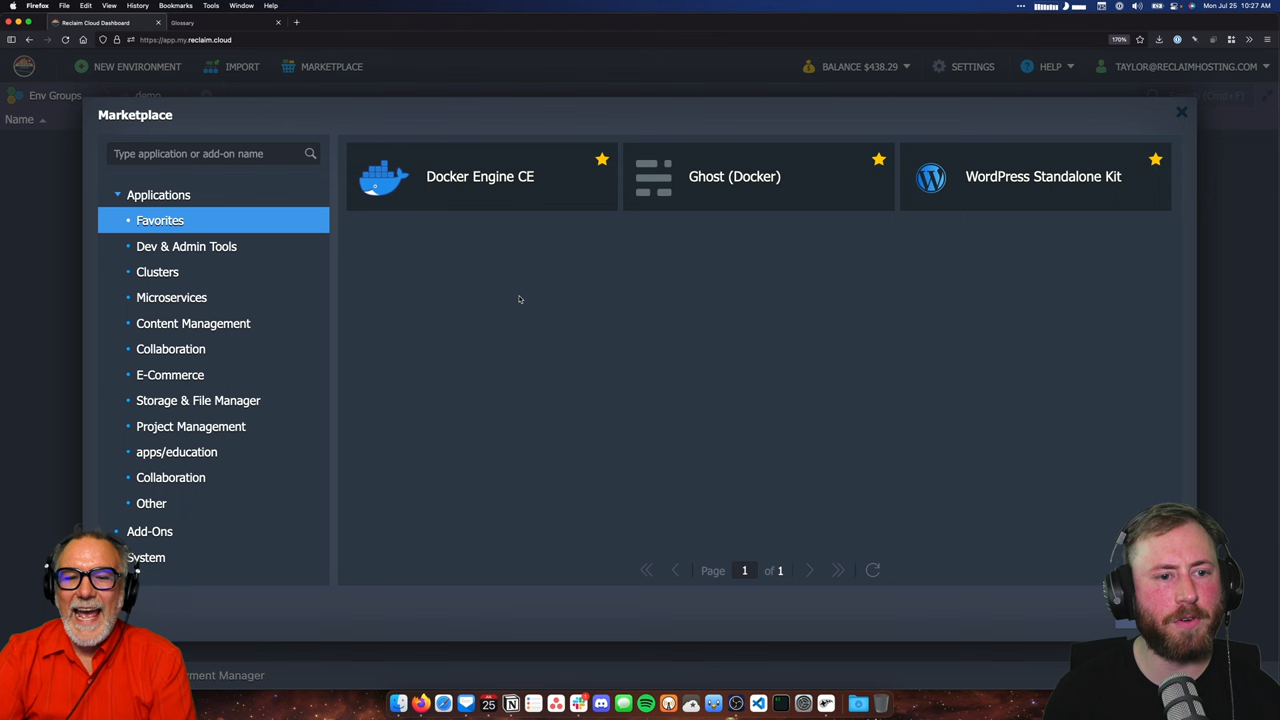 Firefox File Edit View History Bookmarks Tools Window Help
Mon Jul 25 10:27 AM
Reclaim Cloud Dashboard
Glossary
https://app.my.reclaim.cloud
170%
NEW ENVIRONMENT
IMPORT
MARKETPLACE
BALANCE $438.29
SETTINGS
HELP
TAYLOR@RECLAIMHOSTING.COM
Env Groups
demo
(Cmd+F)
Name
Marketplace
Type application or add-on name
Applications
Favorites
Dev & Admin Tools
Clusters
Microservices
Content Management
Collaboration
E-Commerce
Storage & File Manager
Project Management
apps/education
Collaboration
Other
Add-Ons
System
Docker Engine CE
Ghost (Docker)
WordPress Standalone Kit
Page 1 of 1
Manager
25